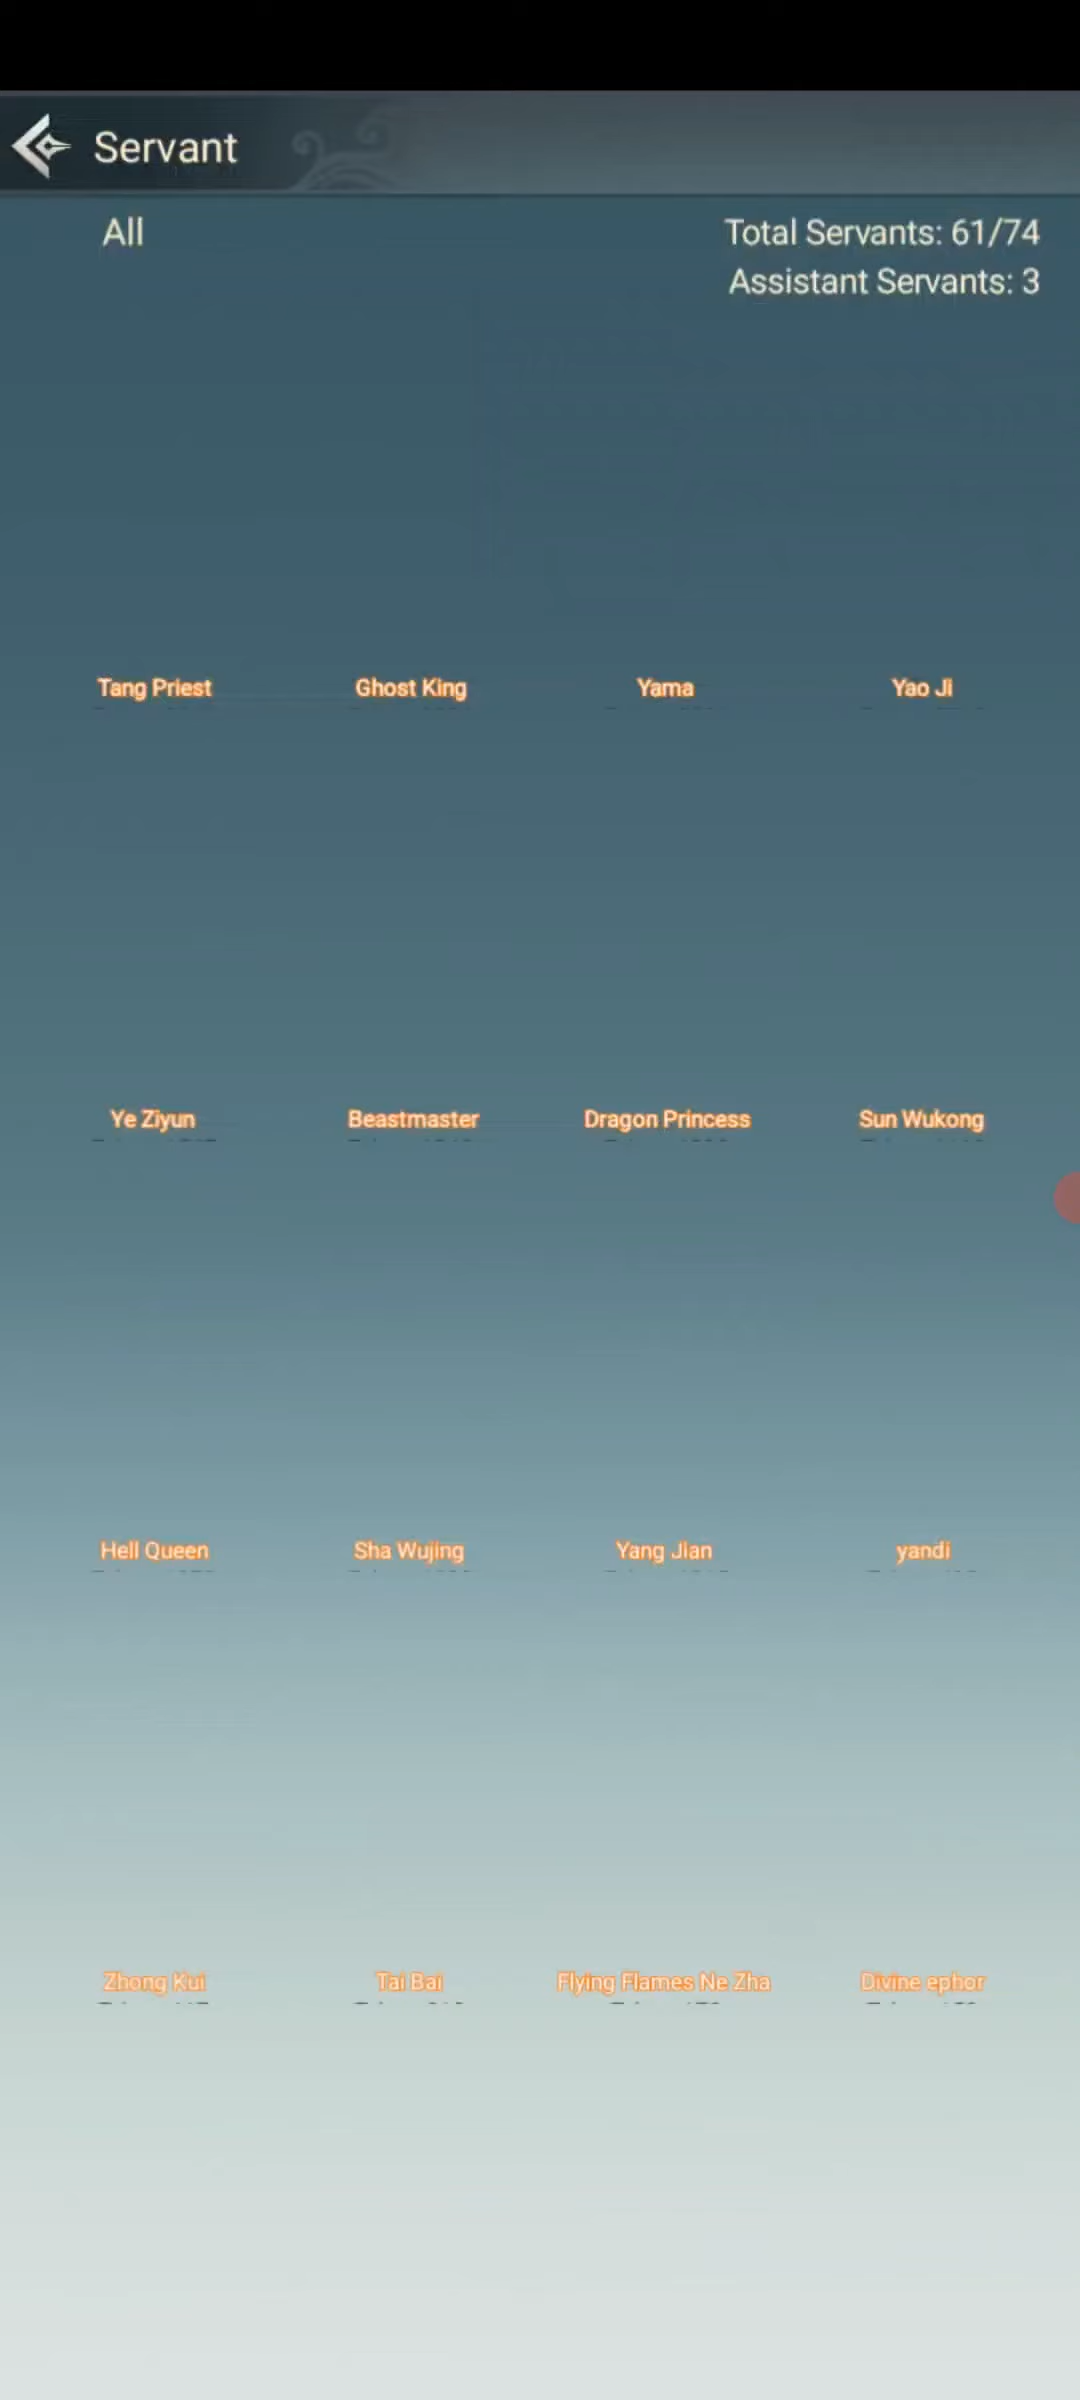 Servant
All
Total Servants: 61/74
Assistant Servants: 3
Tang Priest
Ghost King
Yama
Yao Ji
Ye Ziyun
Beastmaster
Dragon Princess
Sun Wukong
Hell Queen
Sha Wujing
Yang Jian
yandi
Zhong Kui
Tai Bai
Flying Flames Ne Zha
Divine ephor